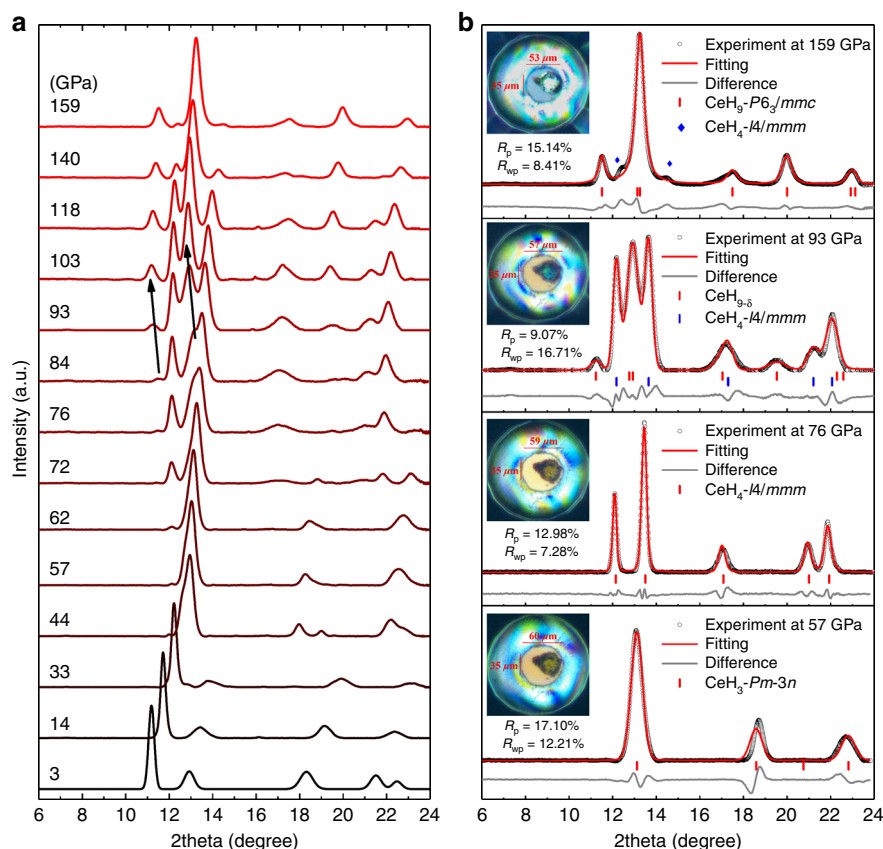 a
Intensity (a.u.)
(GPa)
159
140
118
103
93
84
76
72
62
57
44
33
14
3
6 8 10 12 14 16 18 20 22 24
2theta (degree)
b
53 μm
35 μm
Experiment at 159 GPa
Fitting
Difference
CeH9-P63/mmc
CeH4-I4/mmm
Rp = 15.14%
Rwp = 8.41%
57 μm
35 μm
Experiment at 93 GPa
Fitting
Difference
CeH9-δ
CeH4-I4/mmm
Rp = 9.07%
Rwp = 16.71%
59 μm
35 μm
Experiment at 76 GPa
Fitting
Difference
CeH4-I4/mmm
Rp = 12.98%
Rwp = 7.28%
60 μm
35 μm
Experiment at 57 GPa
Fitting
Difference
CeH3-Pm-3n
Rp = 17.10%
Rwp = 12.21%
6 8 10 12 14 16 18 20 22 24
2theta (degree)